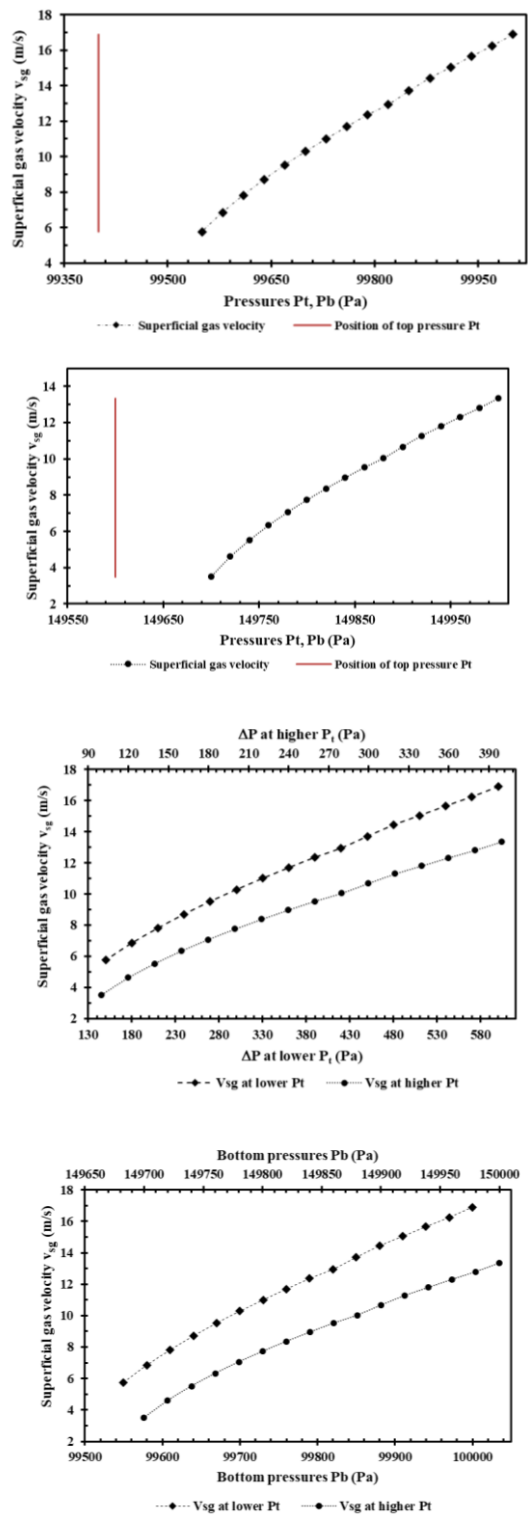 18
16
14
12
10
8
6
4
Superficial gas velocity vsg (m/s)
99350 99500 99650 99800 99950
Pressures Pt, Pb (Pa)
Superficial gas velocity Position of top pressure Pt
14
12
10
8
6
4
2
Superficial gas velocity vsg (m/s)
149550 149650 149750 149850 149950
Pressures Pt, Pb (Pa)
Superficial gas velocity Position of top pressure Pt
ΔP at higher Pt (Pa)
90 120 150 180 210 240 270 300 330 360 390
18
16
14
12
10
8
6
4
2
Superficial gas velocity vsg (m/s)
130 180 230 280 330 380 430 480 530 580
ΔP at lower Pt (Pa)
Vsg at lower Pt Vsg at higher Pt
Bottom pressures Pb (Pa)
149650 149700 149750 149800 149850 149900 149950 150000
18
16
14
12
10
8
6
4
2
Superficial gas velocity vsg (m/s)
99500 99600 99700 99800 99900 100000
Bottom pressures Pb (Pa)
Vsg at lower Pt Vsg at higher Pt